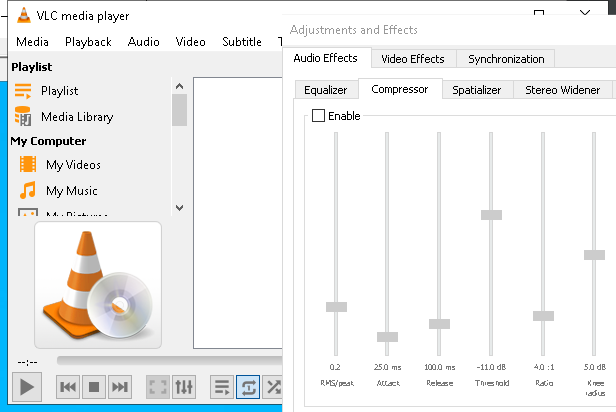 VLC media player
Media Playback Audio Video Subtitle T
Playlist
Playlist
Media Library
My Computer
My Videos
My Music
My Pictures
--:--
Adjustments and Effects
Audio Effects Video Effects Synchronization
Equalizer Compressor Spatializer Stereo Widener
Enable
0.2 25.0 ms 100.0 ms -11.0 dB 4.0 :1 5.0 dB
RMS/peak Attack Release Threshold Ratio Knee
radius